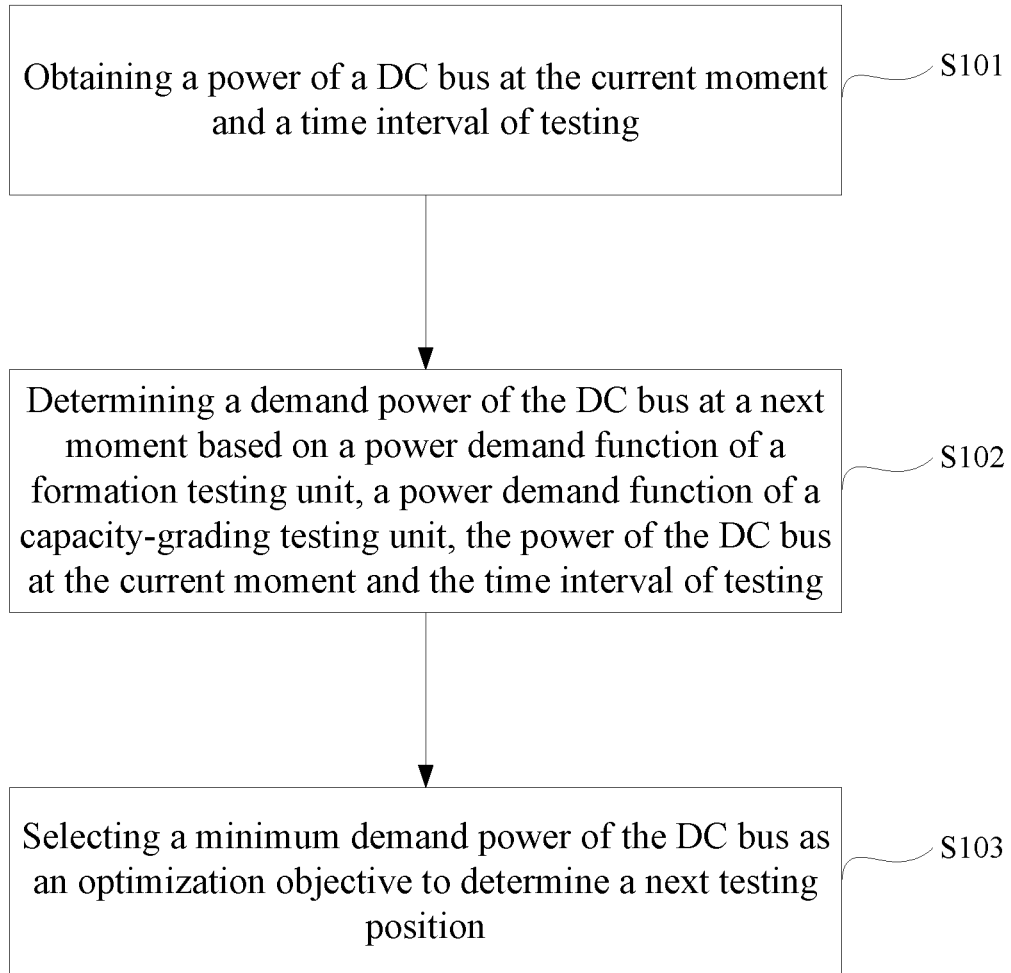 Obtaining a power of a DC bus at the current moment
and a time interval of testing
S101
Determining a demand power of the DC bus at a next
moment based on a power demand function of a
formation testing unit, a power demand function of a
capacity-grading testing unit, the power of the DC bus
at the current moment and the time interval of testing
S102
Selecting a minimum demand power of the DC bus as
an optimization objective to determine a next testing
position
S103